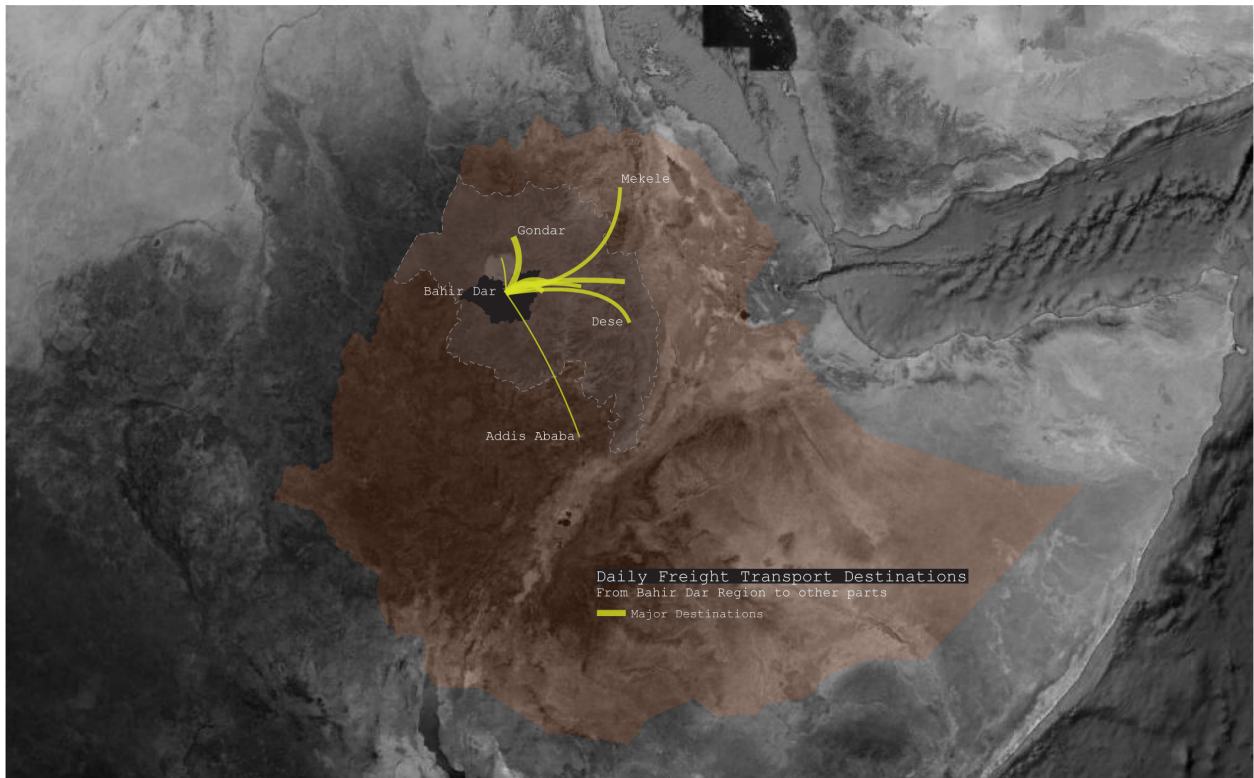 Mekele
Gondar
Bahir Dar
Dese
Addis Ababa
Daily Freight Transport Destinations
From Bahir Dar Region to other parts
Major Destinations